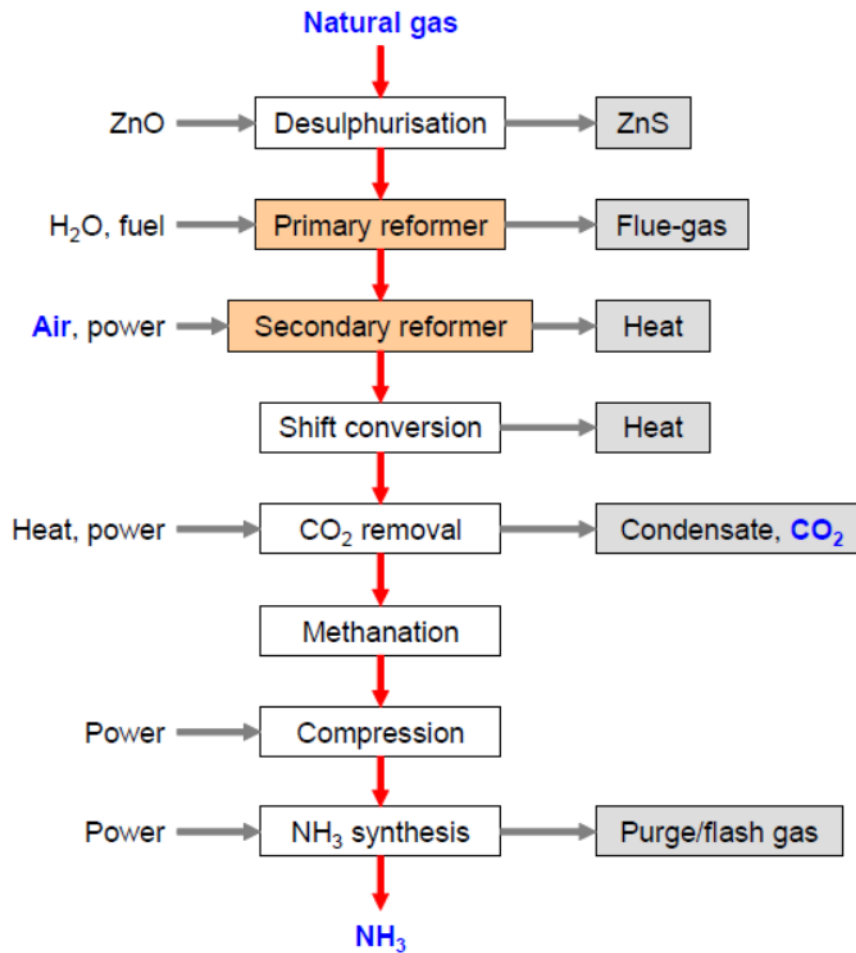 Natural gas
ZnO Desulphurisation ZnS
H₂O, fuel Primary reformer Flue-gas
Air, power Secondary reformer Heat
Shift conversion Heat
Heat, power CO₂ removal Condensate, CO₂
Methanation
Power Compression
Power NH₃ synthesis Purge/flash gas
NH₃